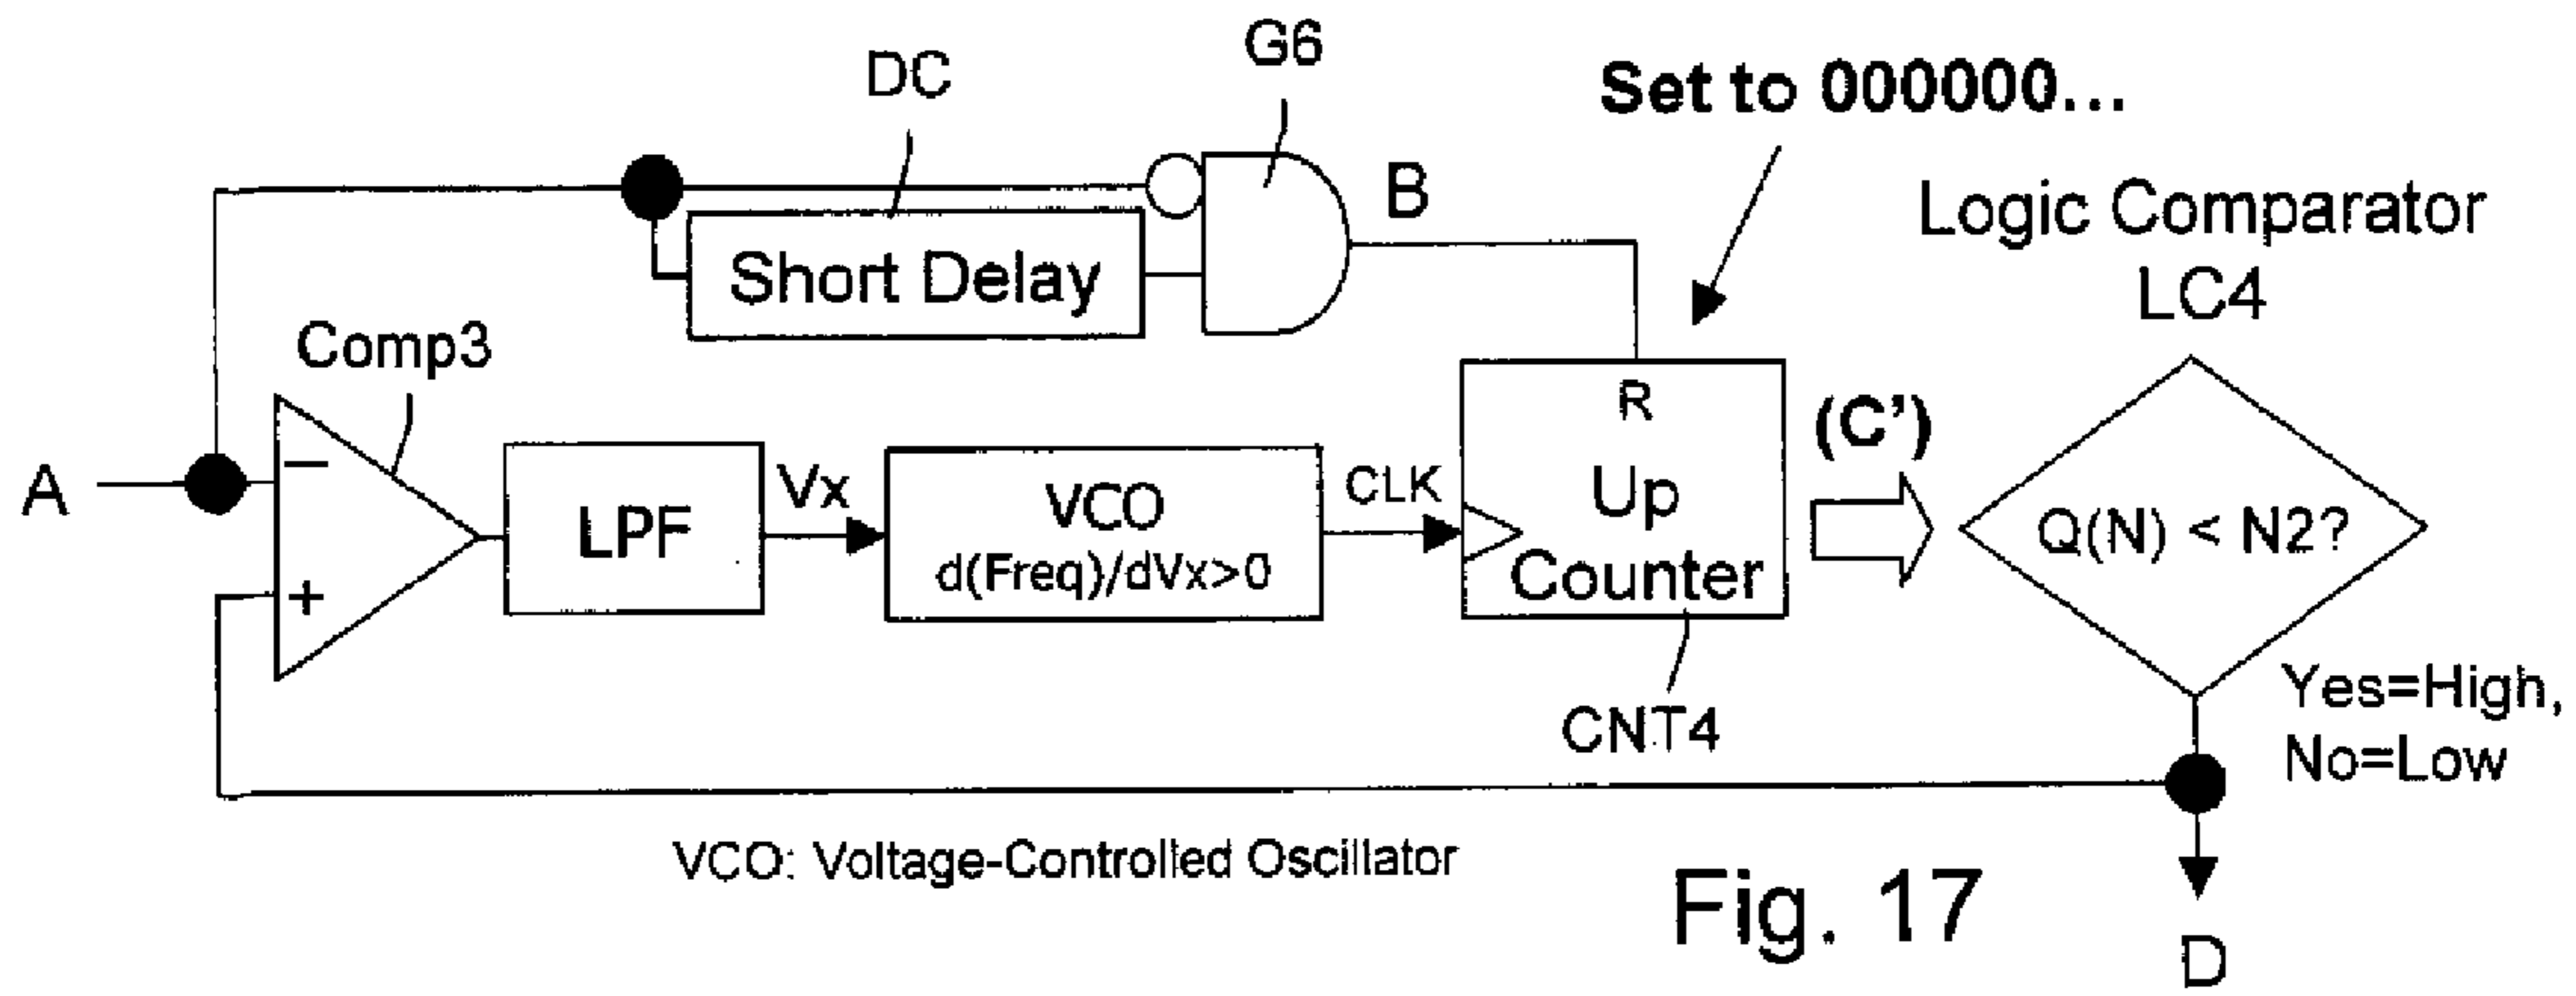 G6
DC
Set to 000000...
B
Logic Comparator
LC4
Short Delay
Comp3
A
−
+
LPF
Vx
VCO
d(Freq)/dVx>0
CLK
R
Up
Counter
(C')
Q(N) < N2?
Yes=High,
No=Low
CNT4
VCO: Voltage-Controlled Oscillator
Fig. 17
D